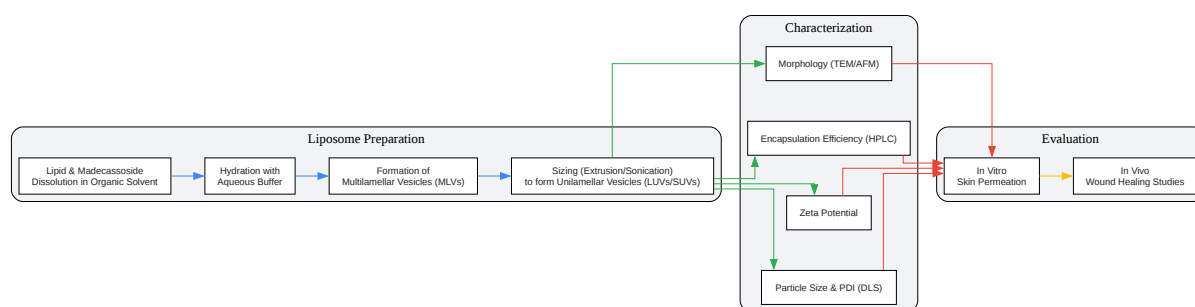 Liposome Preparation
Lipid & Madecassoside
Dissolution in Organic Solvent
Hydration with
Aqueous Buffer
Formation of
Multilamellar Vesicles (MLVs)
Sizing (Extrusion/Sonication)
to form Unilamellar Vesicles (LUVs/SUVs)
Characterization
Morphology (TEM/AFM)
Encapsulation Efficiency (HPLC)
Zeta Potential
Particle Size & PDI (DLS)
Evaluation
In Vitro
Skin Permeation
In Vivo
Wound Healing Studies